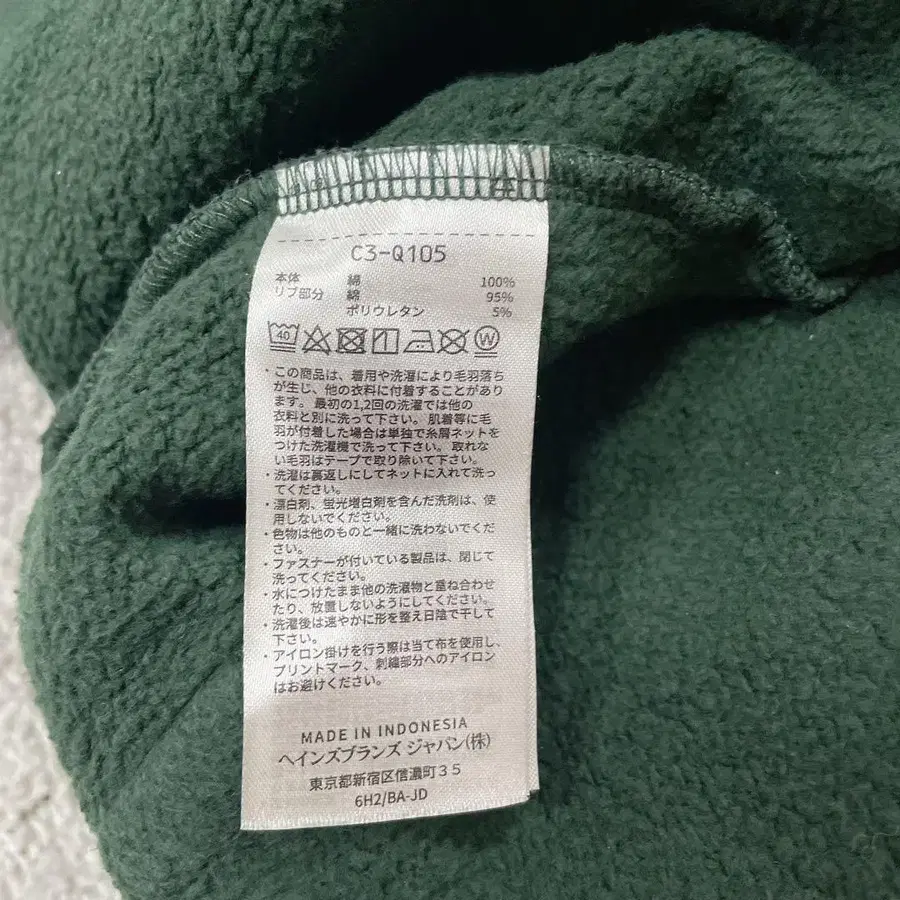 C3-Q105
本体 綿 100%
リブ部分 綿 95%
ポリウレタン 5%
40 W
・この商品は、着用や洗濯により毛羽落ち
が生じ、他の衣料に付着することがあり
ます。 最初の1,2回の洗濯では他の
衣料と別に洗って下さい。 肌着等に毛
羽が付着した場合は単独で糸屑ネットを
つけた洗濯機で洗って下さい。 取れな
い毛羽はテープで取り除いて下さい。
・洗濯は裏返しにしてネットに入れて洗っ
てください。
・漂白剤、蛍光増白剤を含んだ洗剤は、使
用しないでください。
・色物は他のものと一緒に洗わないでくだ
さい。
・ファスナーが付いている製品は、閉じて
洗ってください。
・水につけたまま他の洗濯物と重ね合わせ
たり、放置しないようにしてください。
・洗濯後は速やかに形を整え日陰で干して
下さい。
・アイロン掛けを行う際は当て布を使用し、
プリントマーク、刺繍部分へのアイロン
はお避けください。
MADE IN INDONESIA
ヘインズブランズ ジャパン(株)
東京都新宿区信濃町35
6H2/BA-JD